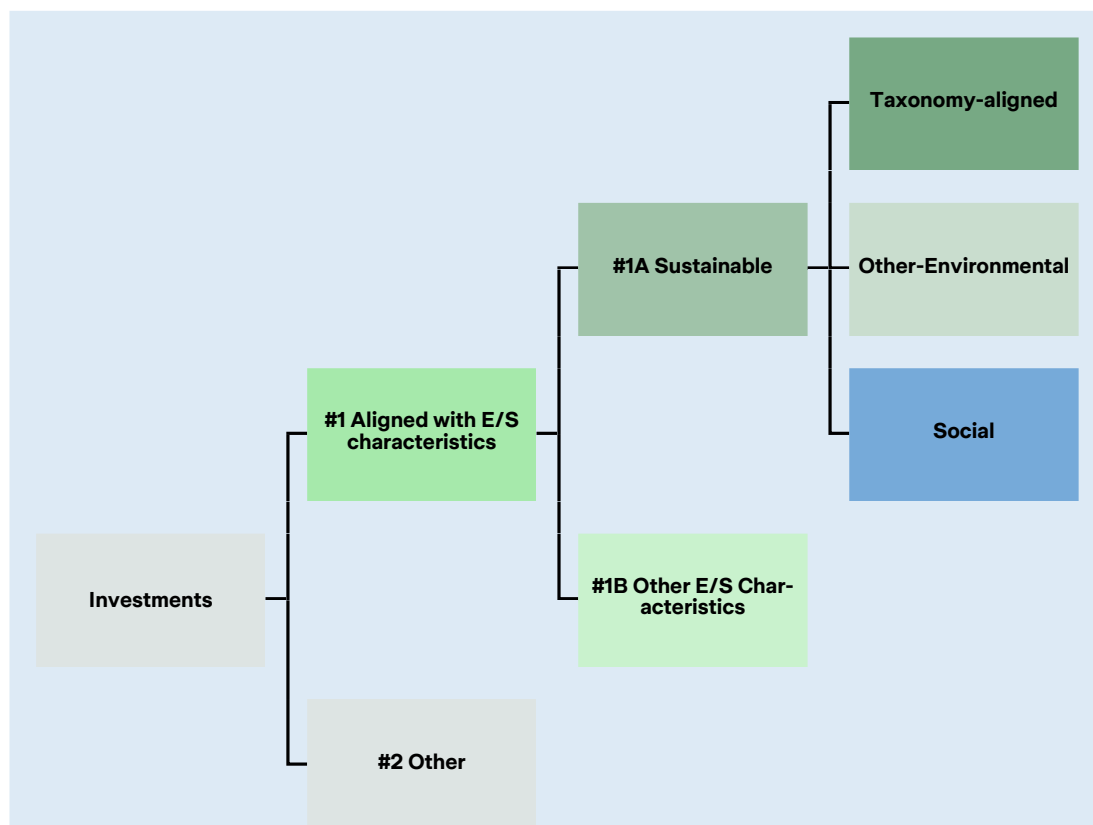 Taxonomy-aligned
#1A Sustainable
Other-Environmental
#1 Aligned with E/S
characteristics
Social
Investments
#1B Other E/S Char-
acteristics
#2 Other